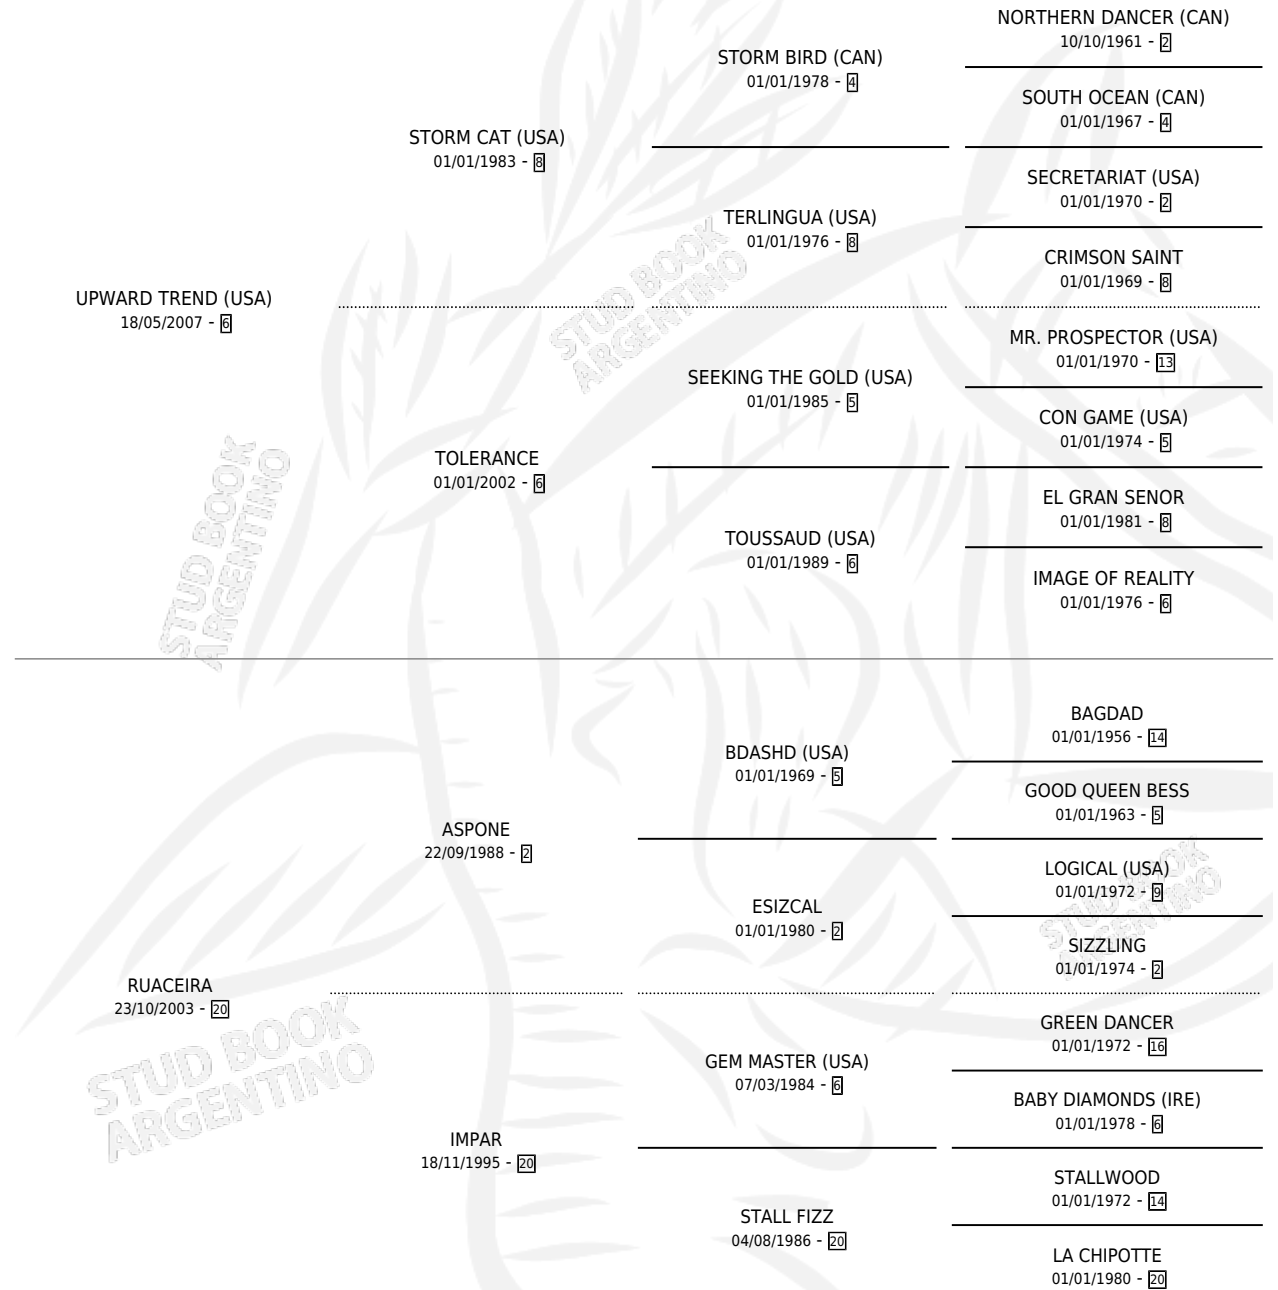 NORTHERN DANCER (CAN)
10/10/1961 - 2
STORM BIRD (CAN)
01/01/1978 - 4
SOUTH OCEAN (CAN)
01/01/1967 - 4
STORM CAT (USA)
01/01/1983 - 8
SECRETARIAT (USA)
01/01/1970 - 2
TERLINGUA (USA)
01/01/1976 - 8
CRIMSON SAINT
01/01/1969 - 8
UPWARD TREND (USA)
18/05/2007 - 6
MR. PROSPECTOR (USA)
01/01/1970 - 13
SEEKING THE GOLD (USA)
01/01/1985 - 5
CON GAME (USA)
01/01/1974 - 5
TOLERANCE
01/01/2002 - 6
EL GRAN SENOR
01/01/1981 - 8
TOUSSAUD (USA)
01/01/1989 - 6
IMAGE OF REALITY
01/01/1976 - 6
BAGDAD
01/01/1956 - 14
BDASHD (USA)
01/01/1969 - 5
GOOD QUEEN BESS
01/01/1963 - 5
ASPONE
22/09/1988 - 2
LOGICAL (USA)
01/01/1972 - 9
ESIZCAL
01/01/1980 - 2
SIZZLING
01/01/1974 - 2
RUACEIRA
23/10/2003 - 20
GREEN DANCER
01/01/1972 - 16
GEM MASTER (USA)
07/03/1984 - 6
BABY DIAMONDS (IRE)
01/01/1978 - 6
IMPAR
18/11/1995 - 20
STALLWOOD
01/01/1972 - 14
STALL FIZZ
04/08/1986 - 20
LA CHIPOTTE
01/01/1980 - 20
STUD BOOK
ARGENTINO
STUD BOOK
ARGENTINO
STUD BOOK
ARGENTINO
STUD BOOK
ARGENTINO